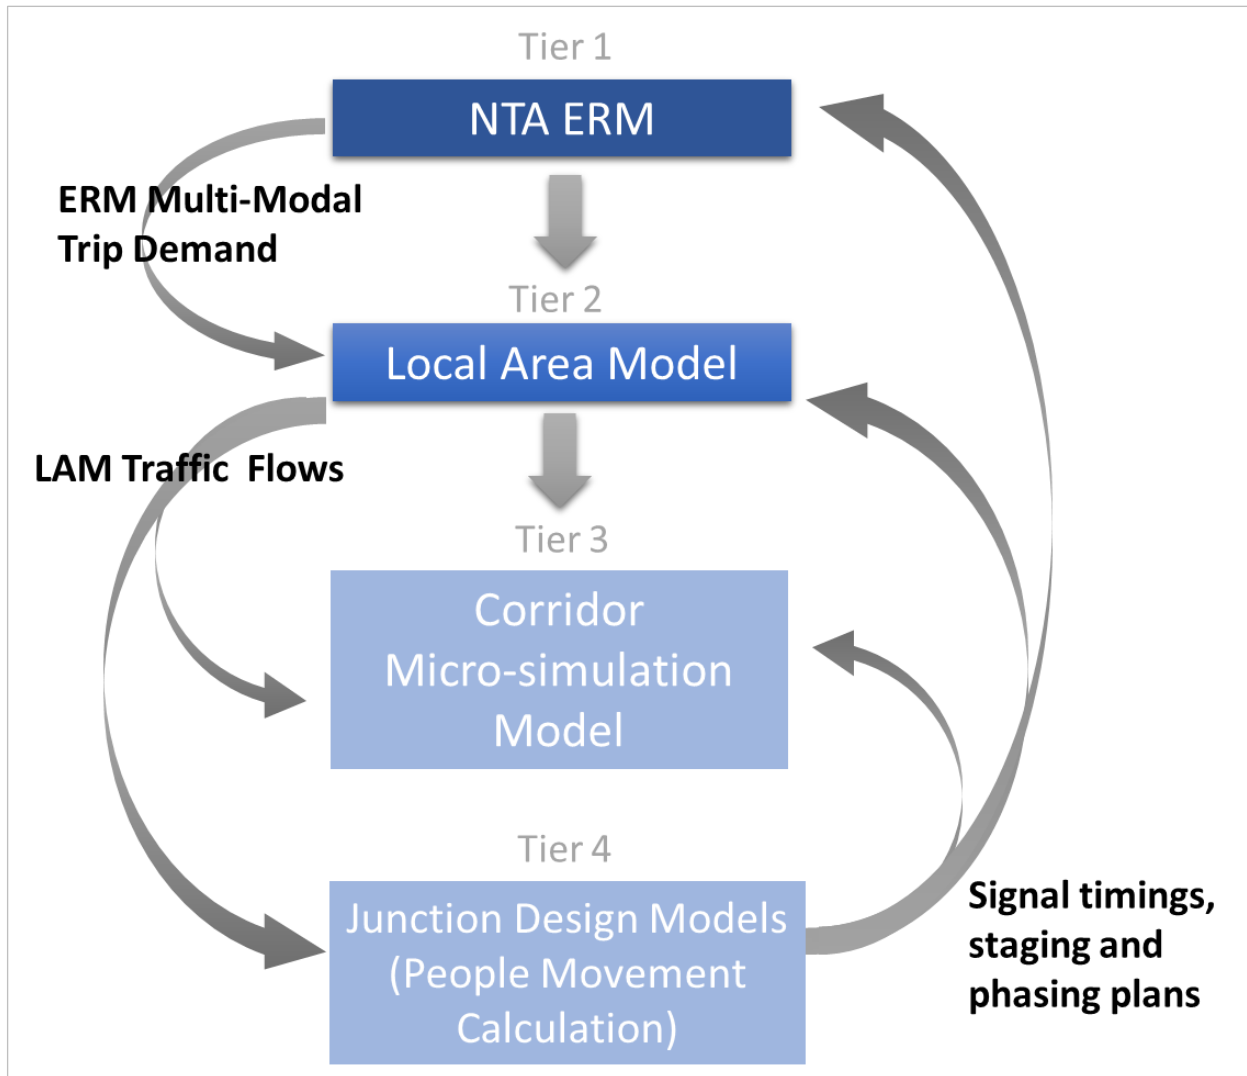 Tier 1
NTA ERM
ERM Multi-Modal
Trip Demand
Tier 2
Local Area Model
LAM Traffic  Flows
Tier 3
Corridor
Micro-simulation
Model
Tier 4
Junction Design Models
(People Movement
Calculation)
Signal timings,
staging and
phasing plans